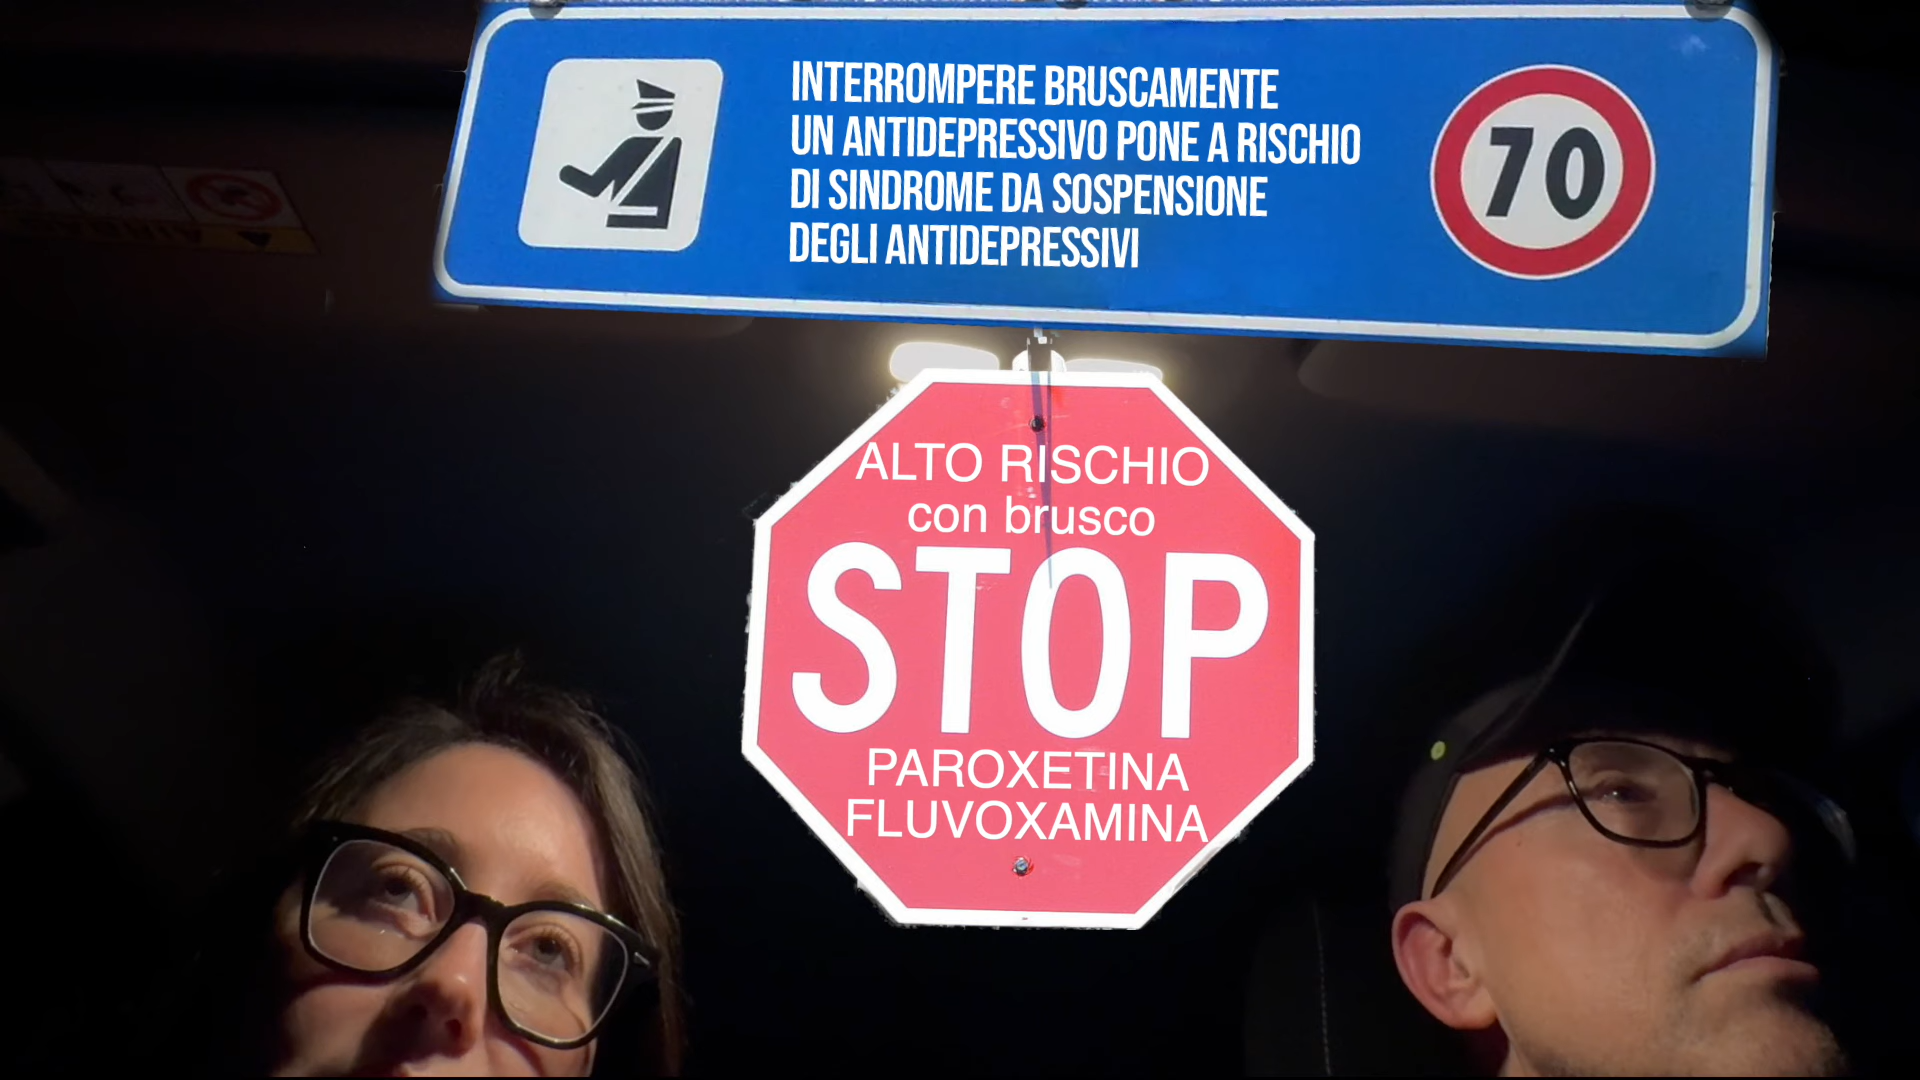 INTERROMPERE BRUSCAMENTE
UN ANTIDEPRESSIVO PONE A RISCHIO
DI SINDROME DA SOSPENSIONE
DEGLI ANTIDEPRESSIVI
70
ALTO RISCHIO
con brusco
STOP
PAROXETINA
FLUVOXAMINA